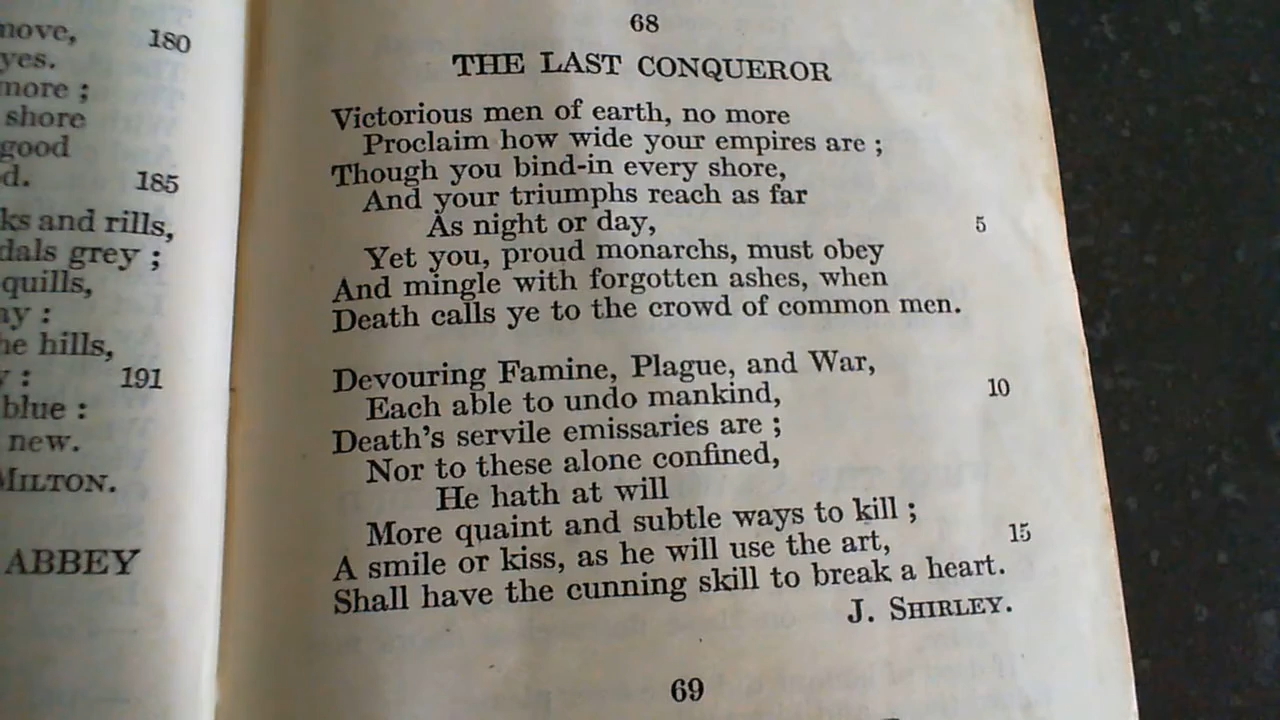 move, 180
yes.
more ;
shore
good
d. 185
ks and rills,
dals grey ;
quills,
ay :
he hills,
y : 191
blue :
new.
MILTON.
ABBEY
68
THE LAST CONQUEROR
Victorious men of earth, no more
Proclaim how wide your empires are ;
Though you bind-in every shore,
And your triumphs reach as far
As night or day, 5
Yet you, proud monarchs, must obey
And mingle with forgotten ashes, when
Death calls ye to the crowd of common men.
Devouring Famine, Plague, and War,
Each able to undo mankind, 10
Death's servile emissaries are ;
Nor to these alone confined,
He hath at will
More quaint and subtle ways to kill ;
A smile or kiss, as he will use the art, 15
Shall have the cunning skill to break a heart.
J. SHIRLEY.
69